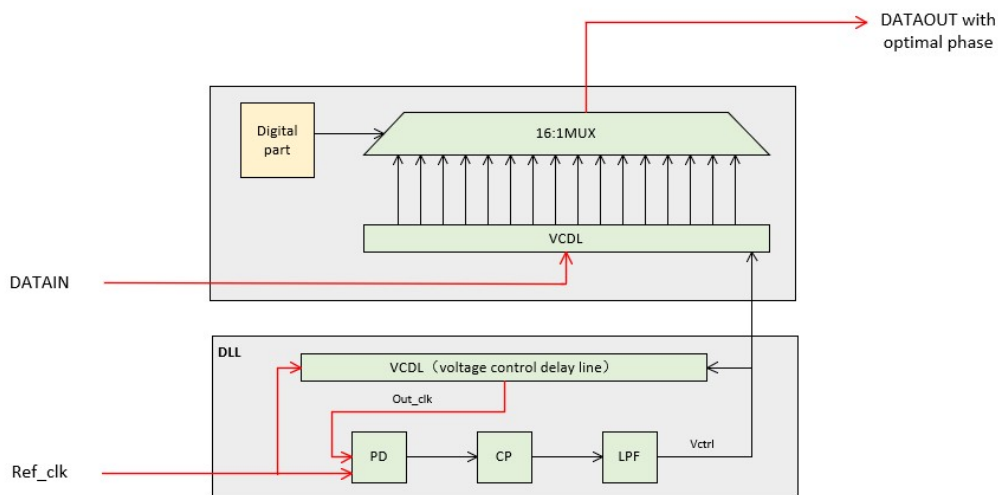 DATAOUT with
optimal phase
Digital
part
16:1MUX
VCDL
DATAIN
DLL
VCDL（voltage control delay line）
Out_clk
PD
CP
LPF
Vctrl
Ref_clk